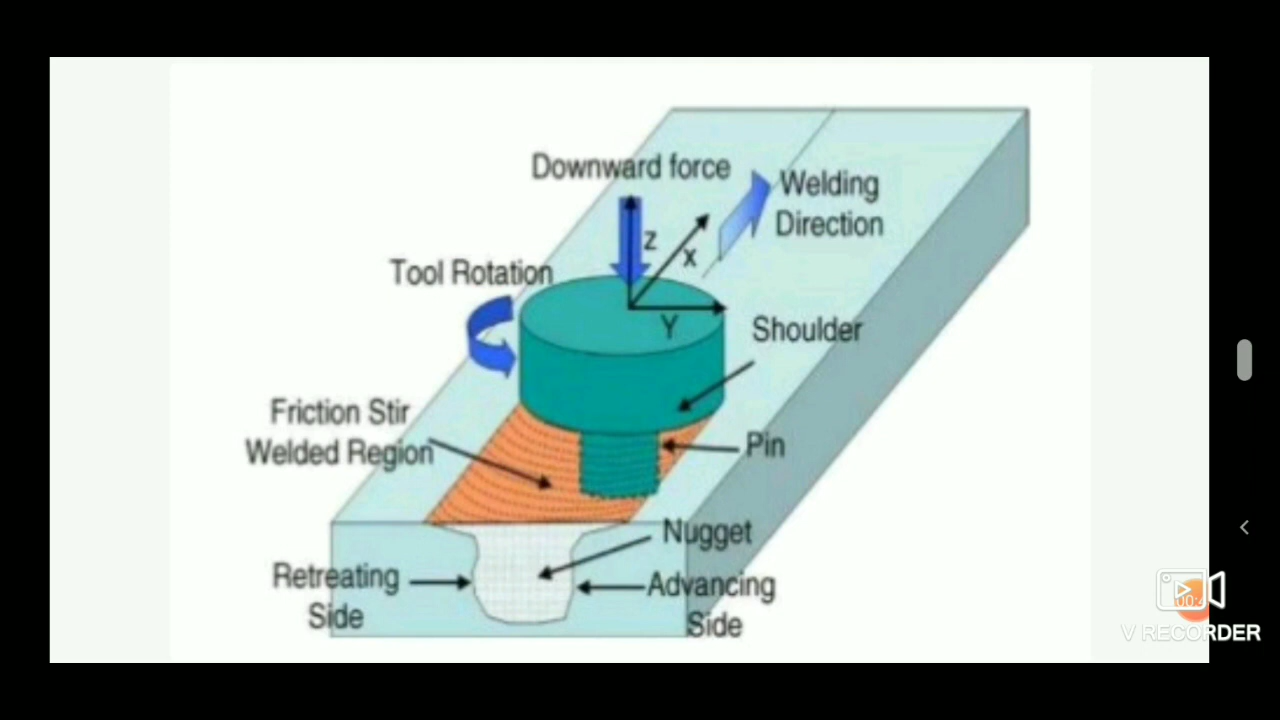 Downward force
Welding
Direction
z
x
Tool Rotation
Y
Shoulder
Friction Stir
Welded Region
Pin
Nugget
Retreating
Side
Advancing
Side
V RECORDER